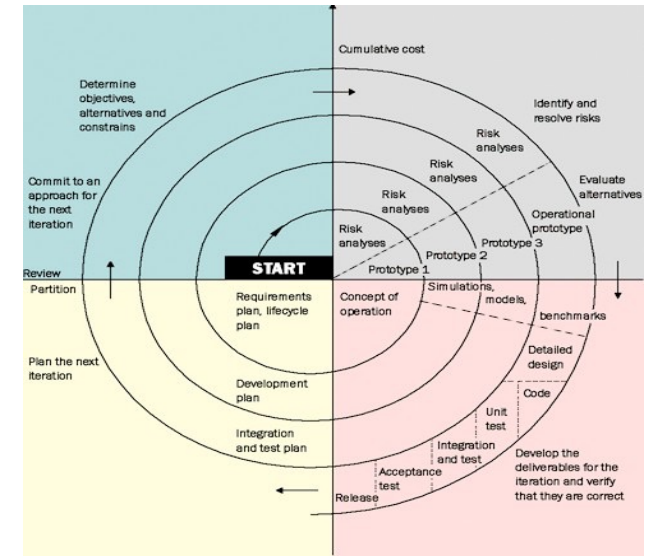 Cumulative cost
Determine
objectives,
alternatives and
constrains
Identify and
resolve risks
Risk
analyses
Risk
analyses
Risk
analyses
Risk
analyses
Commit to an
approach for
the next
iteration
Evaluate
alternatives
Operational
prototype
Prototype 3
Prototype 2
Prototype 1
START
Review
Partition
Requirements
plan, lifecycle
plan
Concept of
operation
Simulations,
models,
benchmarks
Plan the next
iteration
Development
plan
Integration
and test plan
Detailed
design
Code
Unit
test
Integration
and test
Acceptance
test
Release
Develop the
deliverables for the
iteration and verify
that they are correct